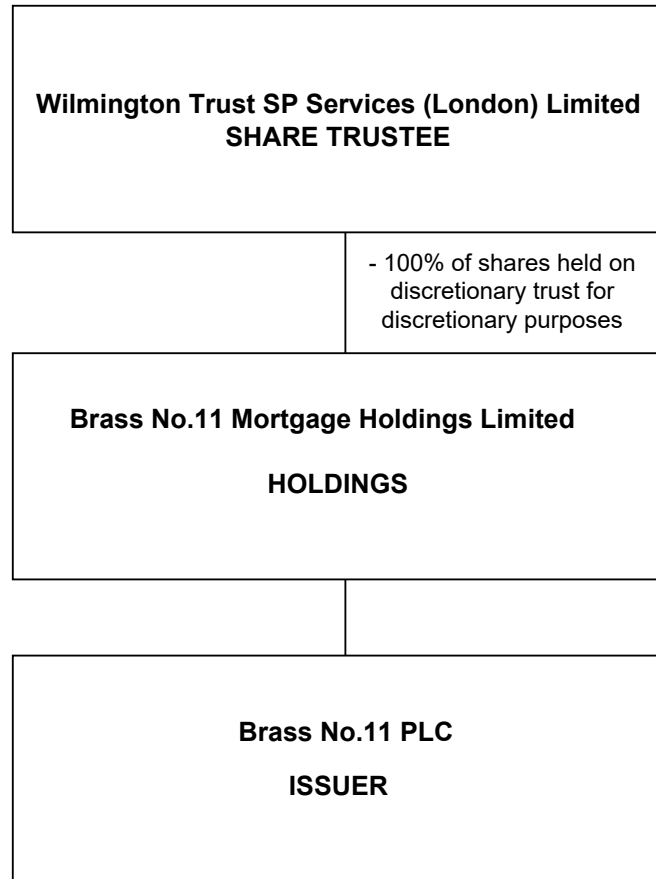 Wilmington Trust SP Services (London) Limited
SHARE TRUSTEE
- 100% of shares held on
discretionary trust for
discretionary purposes
Brass No.11 Mortgage Holdings Limited
HOLDINGS
Brass No.11 PLC
ISSUER